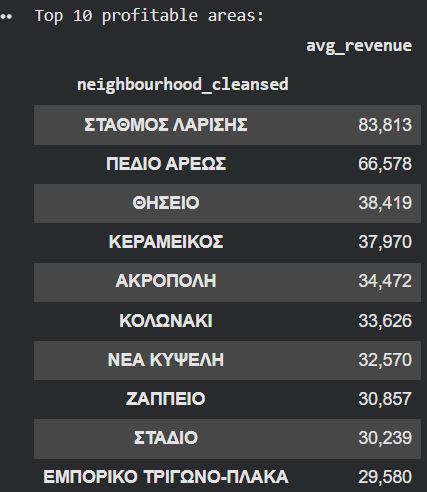 Top 10 profitable areas:
avg_revenue
neighbourhood_cleansed
ΣΤΑΘΜΟΣ ΛΑΡΙΣΗΣ 83,813
ΠΕΔΙΟ ΑΡΕΩΣ 66,578
ΘΗΣΕΙΟ 38,419
ΚΕΡΑΜΕΙΚΟΣ 37,970
ΑΚΡΟΠΟΛΗ 34,472
ΚΟΛΩΝΑΚΙ 33,626
ΝΕΑ ΚΥΨΕΛΗ 32,570
ΖΑΠΠΕΙΟ 30,857
ΣΤΑΔΙΟ 30,239
ΕΜΠΟΡΙΚΟ ΤΡΙΓΩΝΟ-ΠΛΑΚΑ 29,580